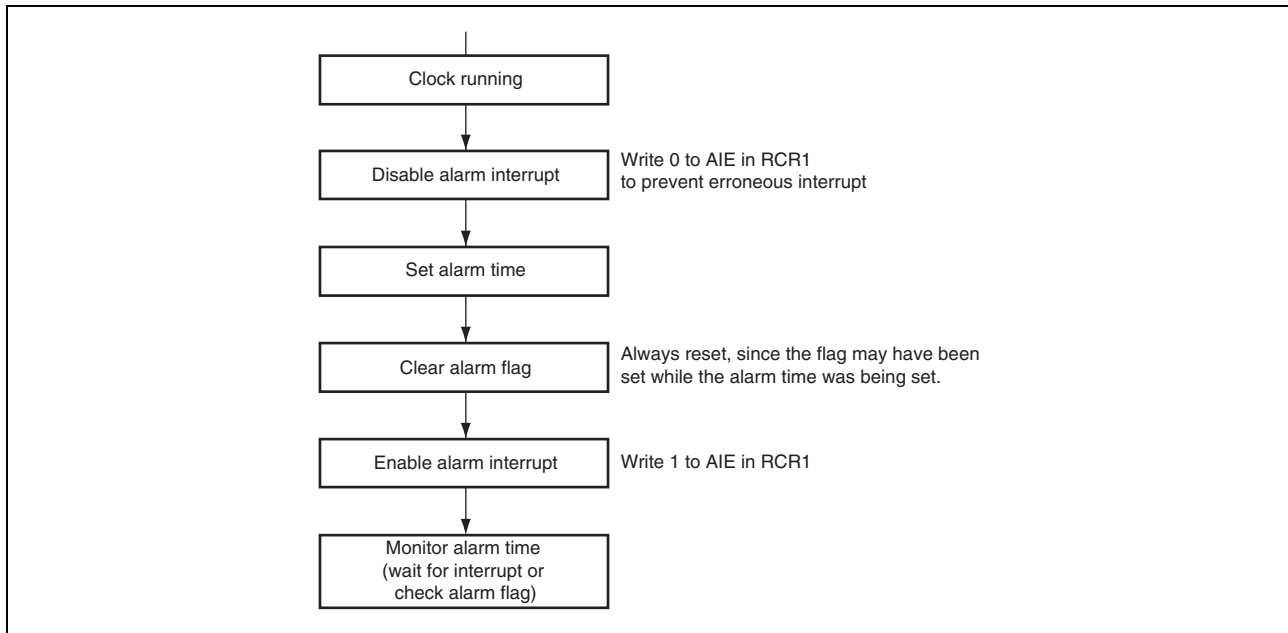 Clock running
Disable alarm interrupt
Write 0 to AIE in RCR1
to prevent erroneous interrupt
Set alarm time
Clear alarm flag
Always reset, since the flag may have been
set while the alarm time was being set.
Enable alarm interrupt
Write 1 to AIE in RCR1
Monitor alarm time
(wait for interrupt or
check alarm flag)